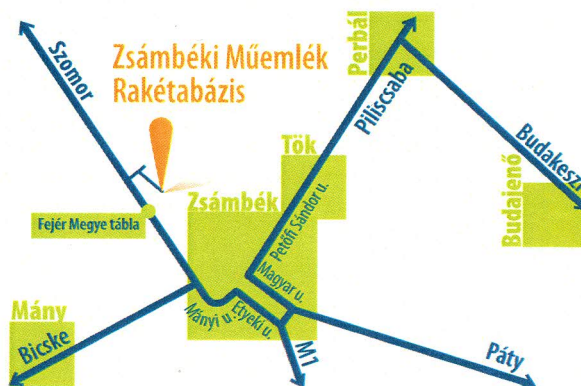 Szomor
Zsámbéki Műemlék
Rakétabázis
Perbál
Piliscsaba
Tök
Budakeszi
Budajenő
Zsámbék
Petőfi Sándor u.
Fejér Megye tábla
Magyar u.
Mányi u.
Etyeki u.
Mány
Bicske
M1
Páty